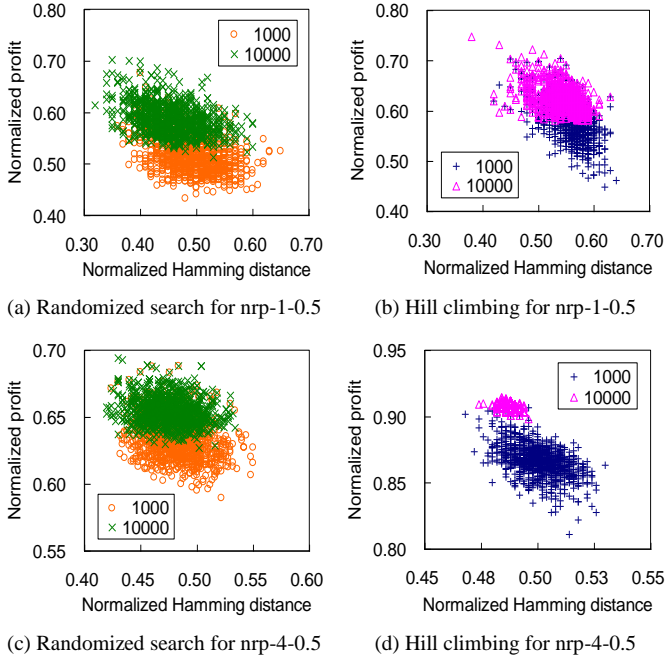 0.80
0.70
0.60
0.50
0.40
Normalized profit
1000
10000
0.30 0.40 0.50 0.60 0.70
Normalized Hamming distance
(a) Randomized search for nrp-1-0.5
0.80
0.70
0.60
0.50
0.40
Normalized profit
1000
10000
0.30 0.40 0.50 0.60 0.70
Normalized Hamming distance
(b) Hill climbing for nrp-1-0.5
0.70
0.65
0.60
0.55
Normalized profit
1000
10000
0.40 0.45 0.50 0.55 0.60
Normalized Hamming distance
(c) Randomized search for nrp-4-0.5
0.95
0.90
0.85
0.80
Normalized profit
1000
10000
0.45 0.48 0.50 0.53 0.55
Normalized Hamming distance
(d) Hill climbing for nrp-4-0.5